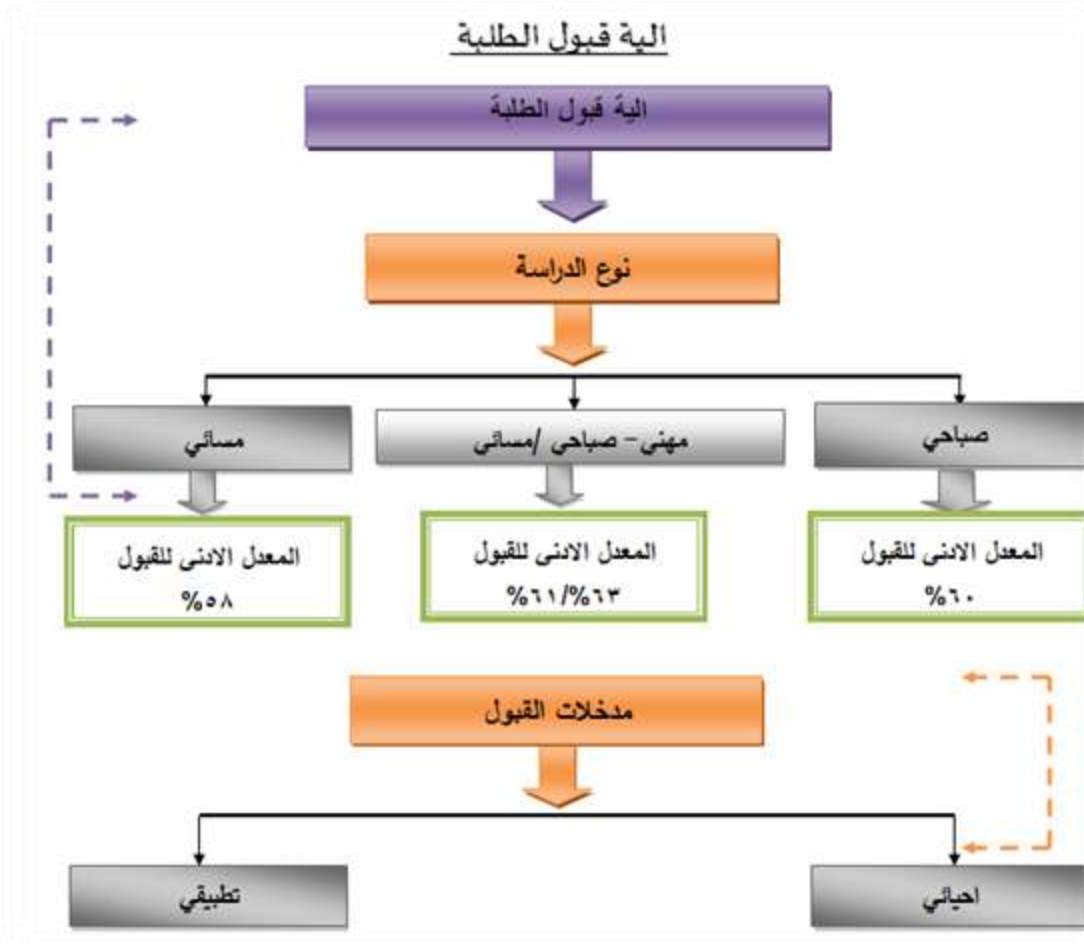 الية قبول الطلبة
الية قبول الطلبة
نوع الدراسة
صباحي
مهني - صباحي /مسائي
مسائي
المعدل الادنى للقبول
٦٠%
المعدل الادنى للقبول
٦٣%/٦١%
المعدل الادنى للقبول
٥٨%
مدخلات القبول
احيائي
تطبيقي